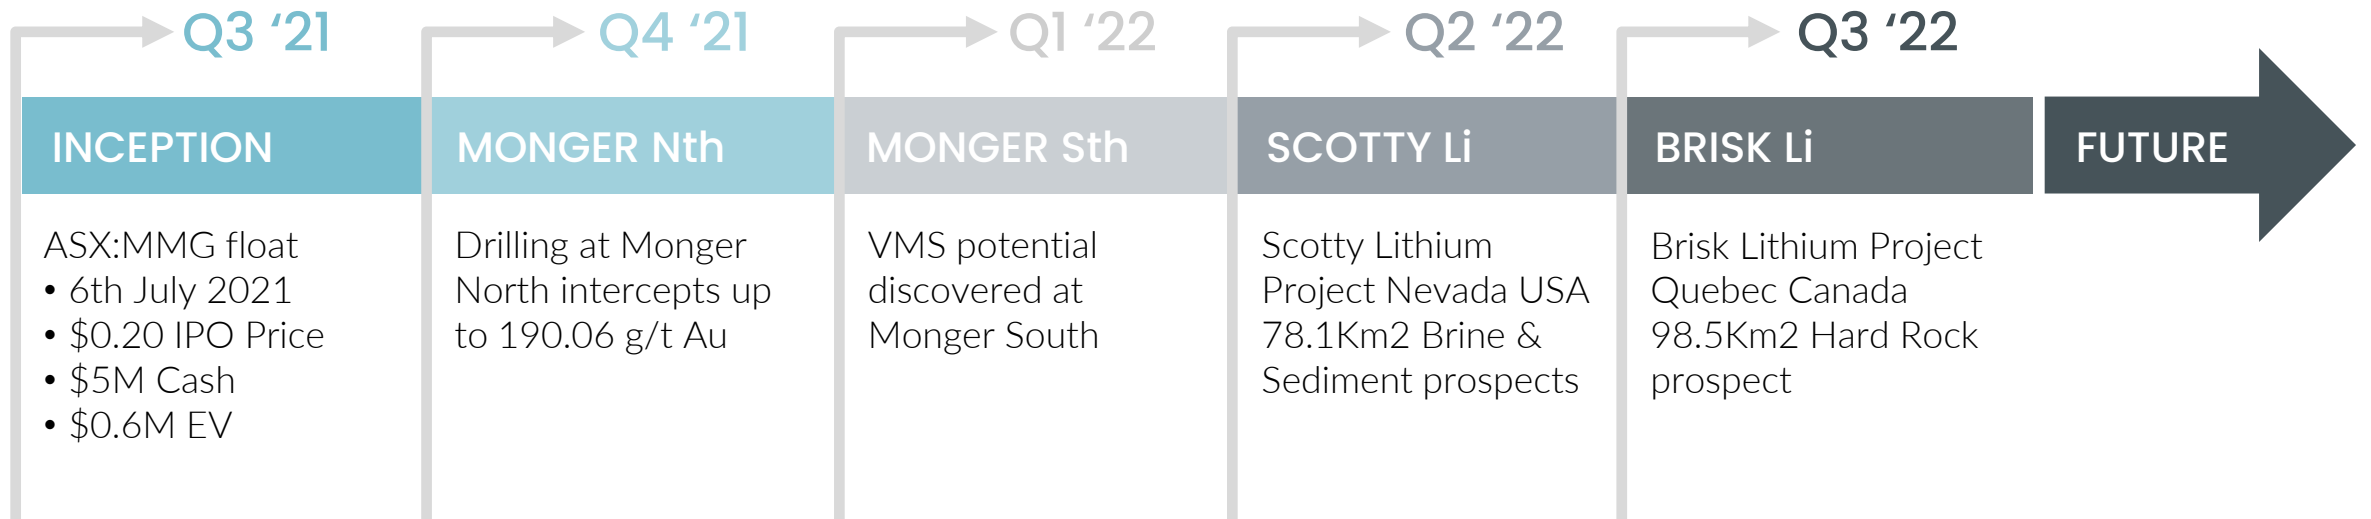 Q3 ‘21
Q4 ‘21
Q1 ‘22
Q2 ‘22
Q3 ‘22
INCEPTION
MONGER Nth
MONGER Sth
SCOTTY Li
BRISK Li
FUTURE
ASX:MMG float
• 6th July 2021
• $0.20 IPO Price
• $5M Cash
• $0.6M EV
Drilling at Monger
North intercepts up
to 190.06 g/t Au
VMS potential
discovered at
Monger South
Scotty Lithium
Project Nevada USA
78.1Km2 Brine &
Sediment prospects
Brisk Lithium Project
Quebec Canada
98.5Km2 Hard Rock
prospect